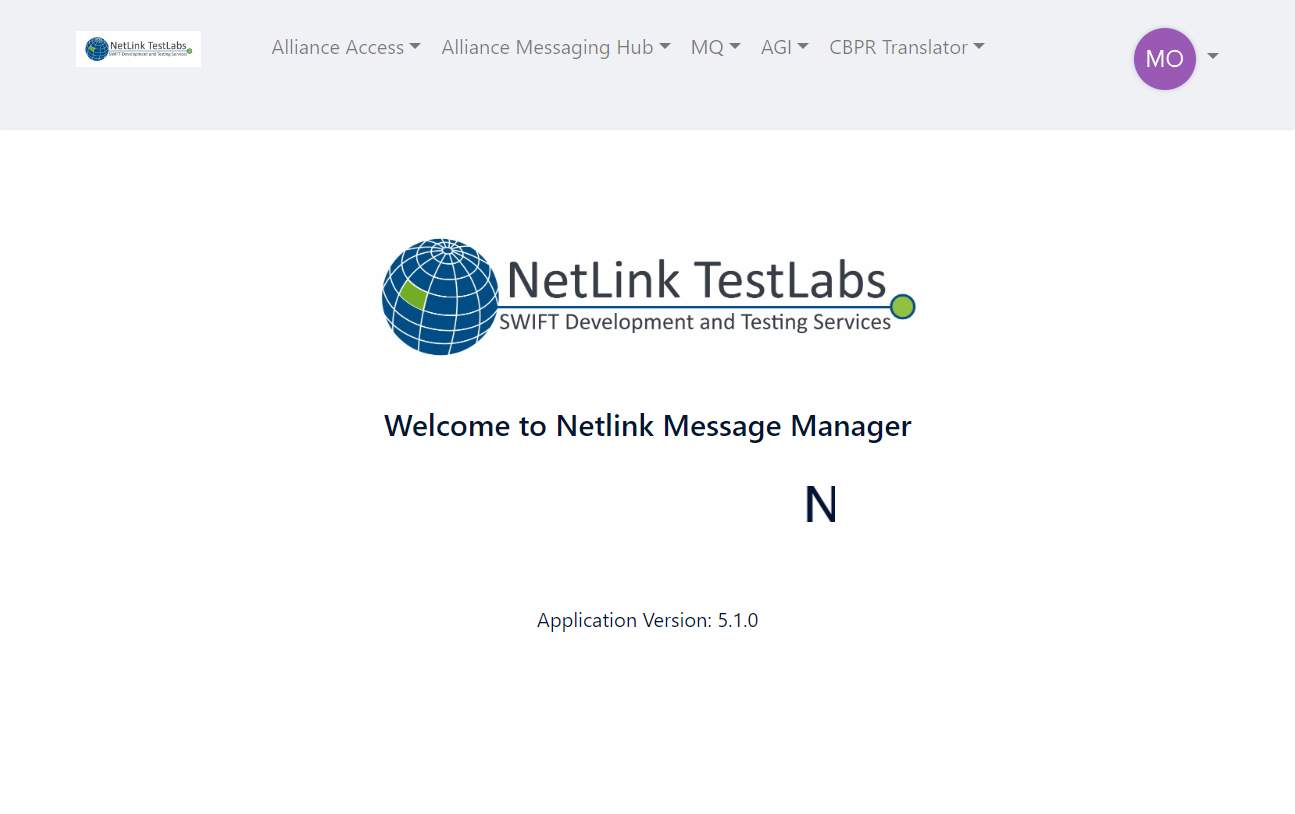 NetLink TestLabs
SWIFT Development and Testing Services
Alliance Access Alliance Messaging Hub MQ AGI CBPR Translator
MO
NetLink TestLabs
SWIFT Development and Testing Services
Welcome to Netlink Message Manager
N
Application Version: 5.1.0